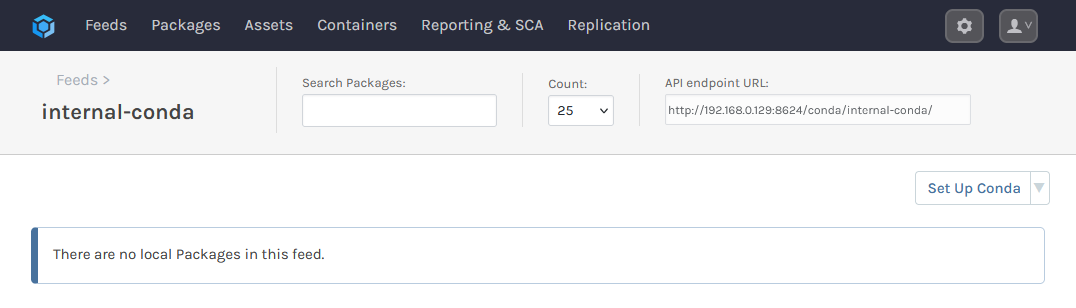 Feeds Packages Assets Containers Reporting & SCA Replication
Feeds >
internal-conda
Search Packages:
Count:
25
API endpoint URL:
http://192.168.0.129:8624/conda/internal-conda/
Set Up Conda
There are no local Packages in this feed.